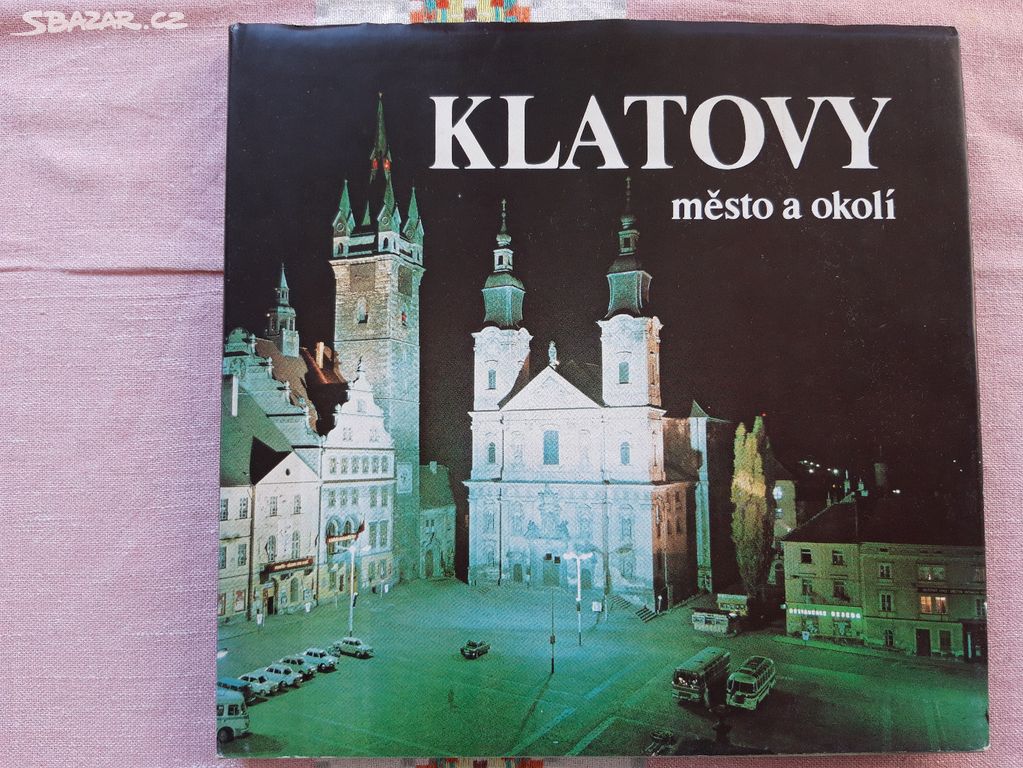 SBAZAR.CZ
KLATOVY
město a okolí